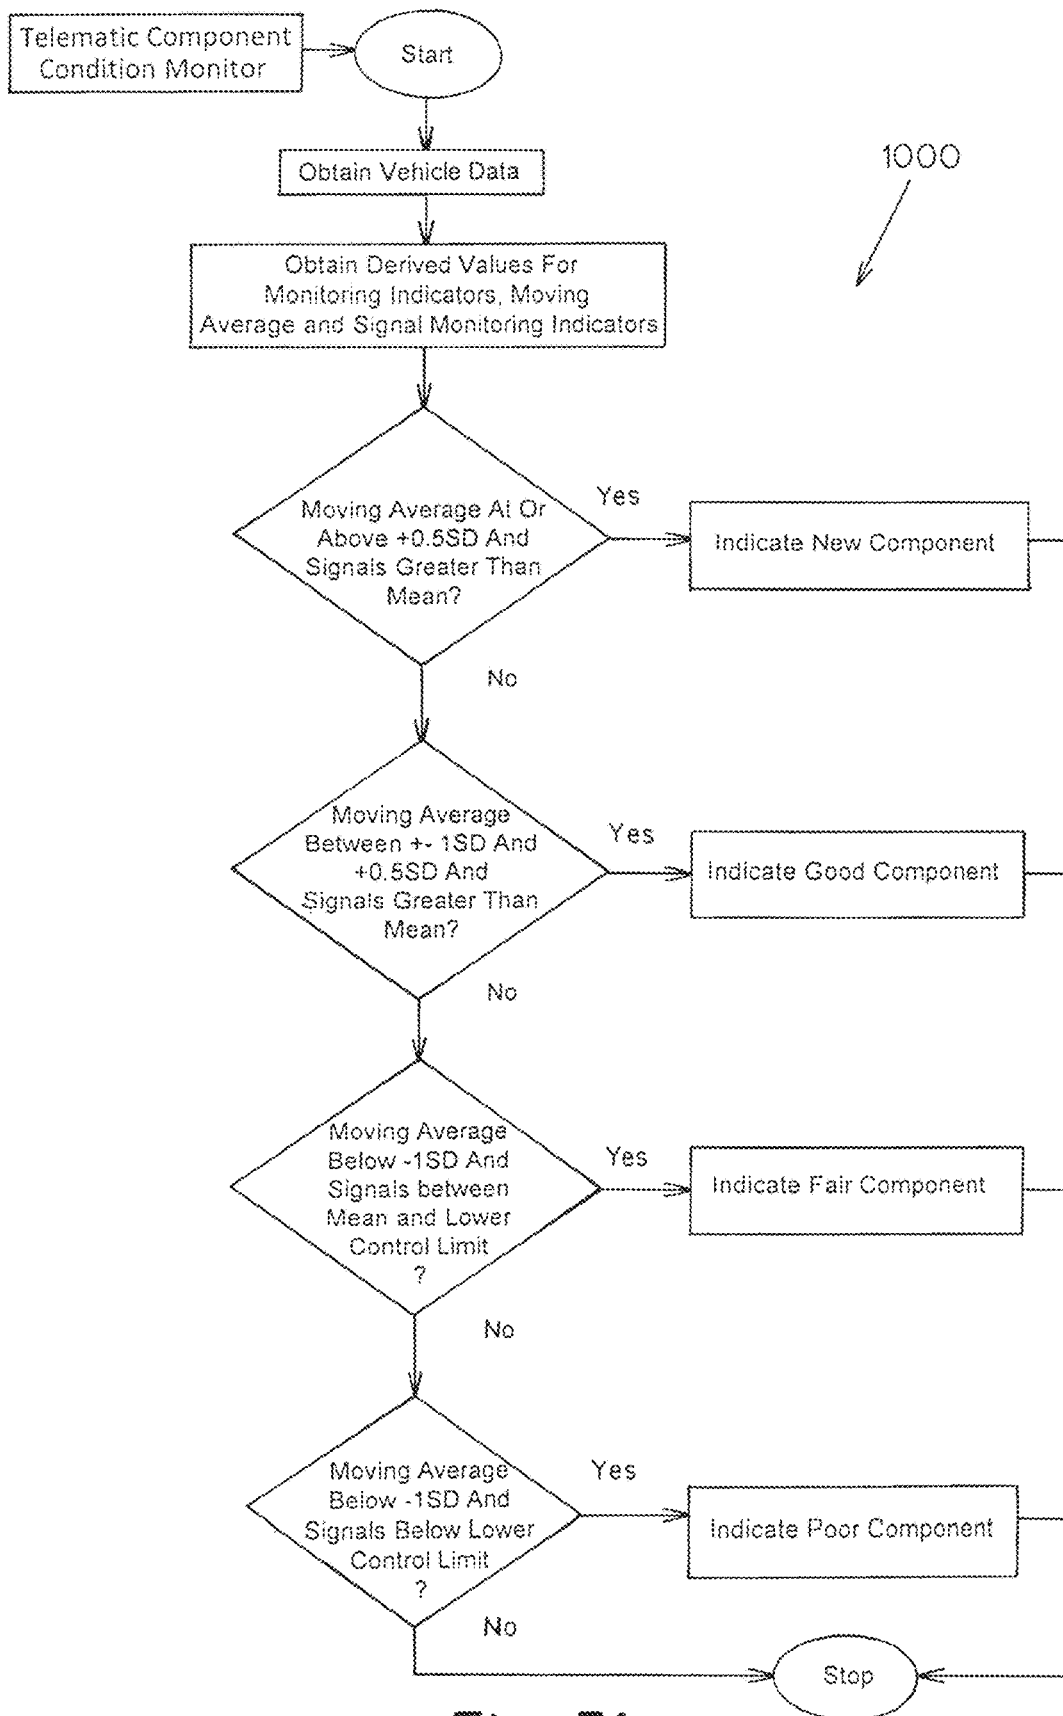 Telematic Component
Condition Monitor
Start
1000
Obtain Vehicle Data
Obtain Derived Values For
Monitoring Indicators, Moving
Average and Signal Monitoring Indicators
Moving Average At Or
Above +0.5SD And
Signals Greater Than
Mean?
Yes
Indicate New Component
No
Moving Average
Between +- 1SD And
+0.5SD And
Signals Greater Than
Mean?
Yes
Indicate Good Component
No
Moving Average
Below -1SD And
Signals between
Mean and Lower
Control Limit
?
Yes
Indicate Fair Component
No
Moving Average
Below -1SD And
Signals Below Lower
Control Limit
?
Yes
Indicate Poor Component
No
Stop